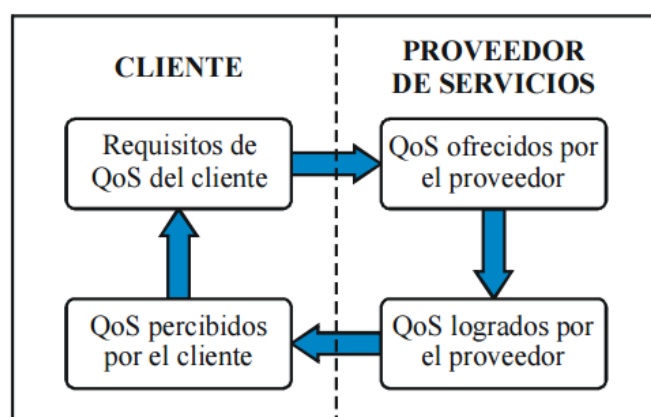 CLIENTE
PROVEEDOR
DE SERVICIOS
Requisitos de
QoS del cliente
QoS ofrecidos por
el proveedor
QoS percibidos
por el cliente
QoS logrados por
el proveedor